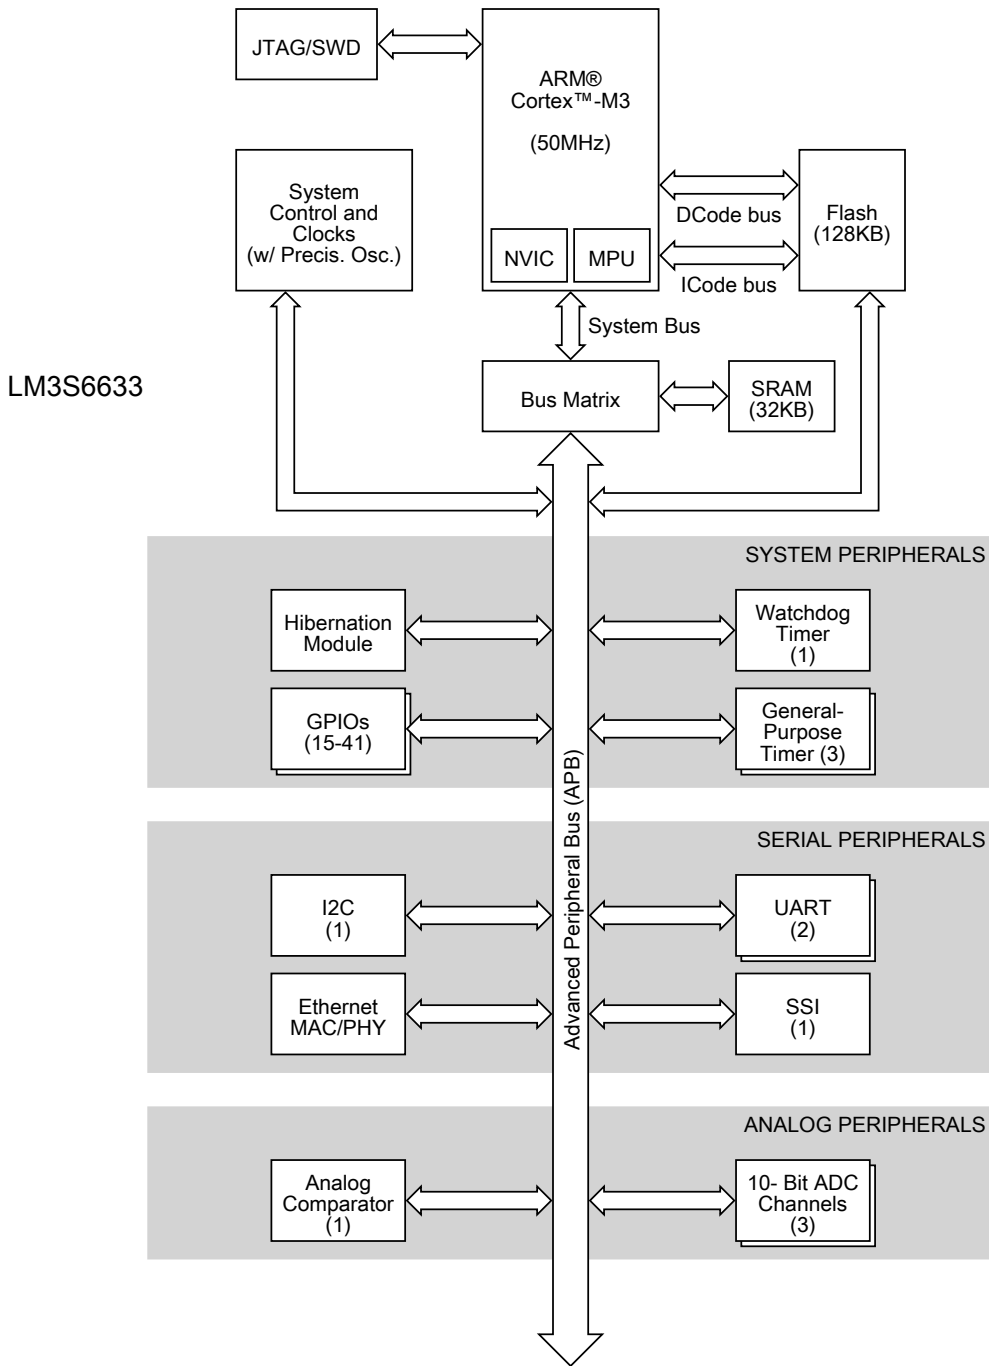 JTAG/SWD
ARM®
Cortex™-M3
(50MHz)
System
Control and
Clocks
(w/ Precis. Osc.)
DCode bus
Flash
(128KB)
NVIC
MPU
ICode bus
System Bus
LM3S6633
Bus Matrix
SRAM
(32KB)
SYSTEM PERIPHERALS
Hibernation
Module
Watchdog
Timer
(1)
GPIOs
(15-41)
General-
Purpose
Timer (3)
Advanced Peripheral Bus (APB)
SERIAL PERIPHERALS
I2C
(1)
UART
(2)
Ethernet
MAC/PHY
SSI
(1)
ANALOG PERIPHERALS
Analog
Comparator
(1)
10- Bit ADC
Channels
(3)